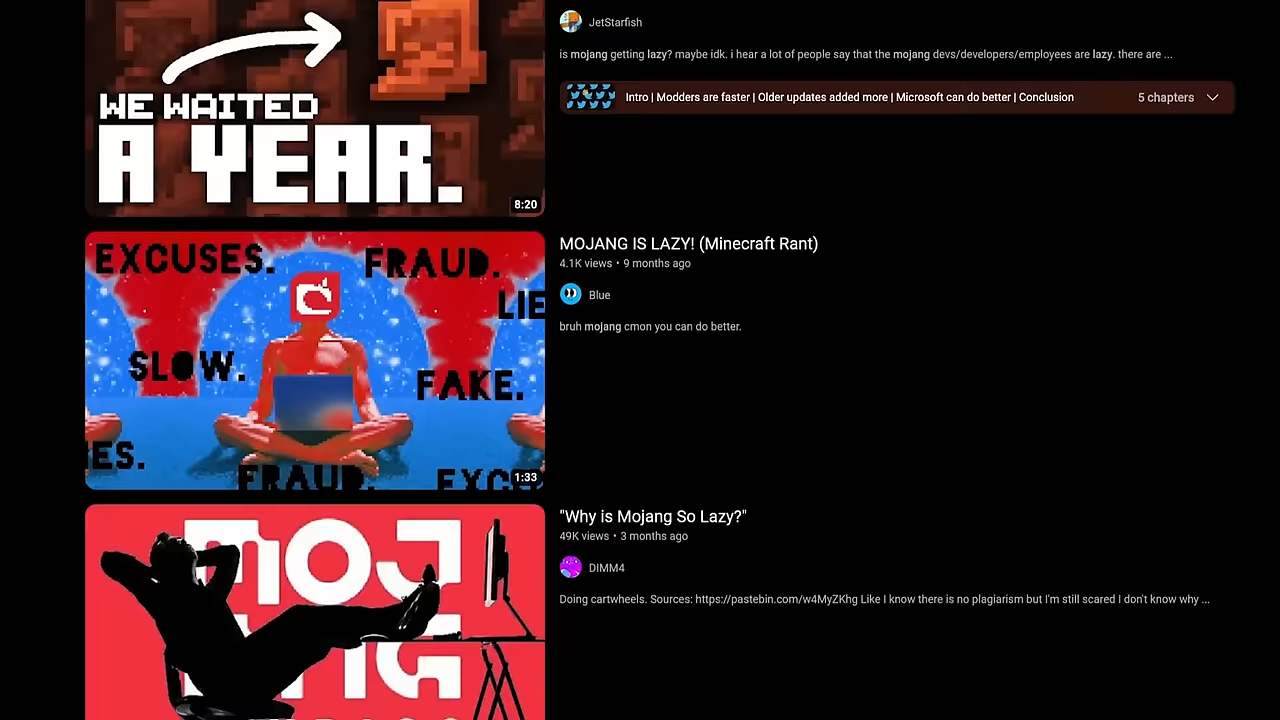 JetStarfish
is mojang getting lazy? maybe idk. i hear a lot of people say that the mojang devs/developers/employees are lazy. there are ...
Intro | Modders are faster | Older updates added more | Microsoft can do better | Conclusion
5 chapters
WE WAITED
A YEAR.
8:20
EXCUSES.
FRAUD.
LIE
SLOW.
FAKE.
ES.
FRAUD.
EXCU
1:33
MOJANG IS LAZY! (Minecraft Rant)
4.1K views • 9 months ago
Blue
bruh mojang cmon you can do better.
MOJ
"Why is Mojang So Lazy?"
49K views • 3 months ago
DIMM4
Doing cartwheels. Sources: https://pastebin.com/w4MyZKhg Like I know there is no plagiarism but I'm still scared I don't know why ...